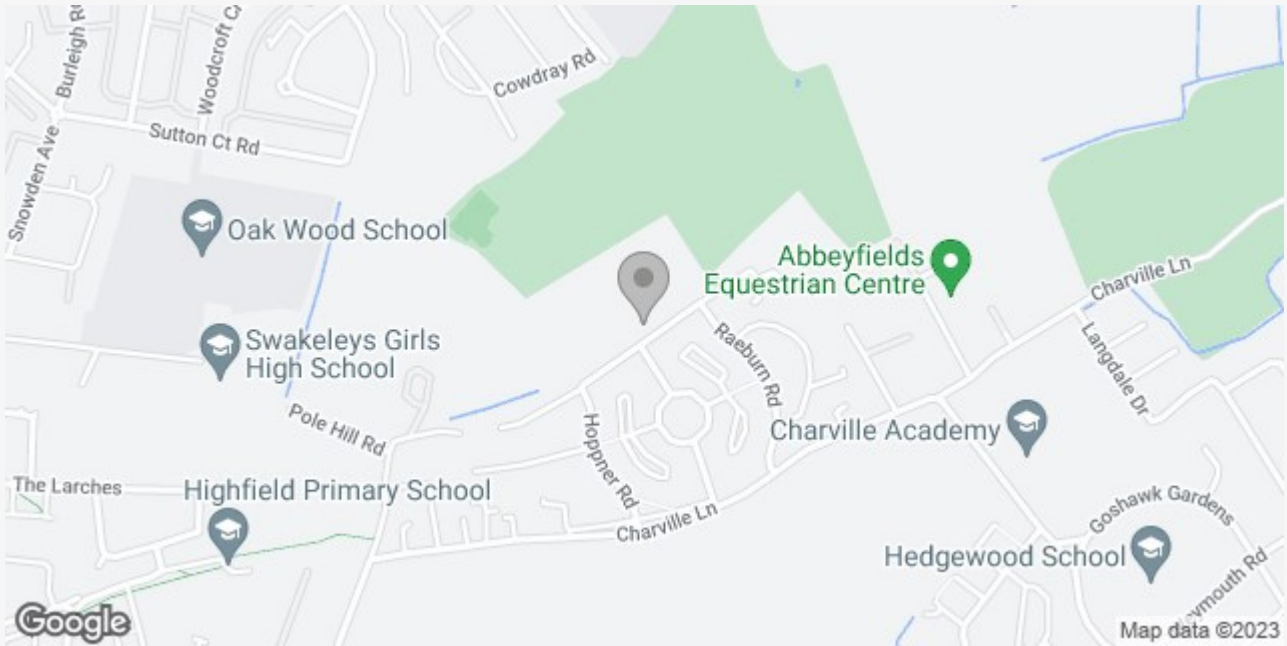 Burleigh R
Woodcroft C
Cowdray Rd
Sutton Ct Rd
Snowden Ave
Oak Wood School
Abbeyfields
Equestrian Centre
Charville Ln
Swakeleys Girls
High School
Raeburn Rd
Langdale Dr
Pole Hill Rd
Hoppner Rd
Charville Academy
The Larches
Highfield Primary School
Goshawk Gardens
Charville Ln
Hedgewood School
eymouth Rd
Google
Map data ©2023